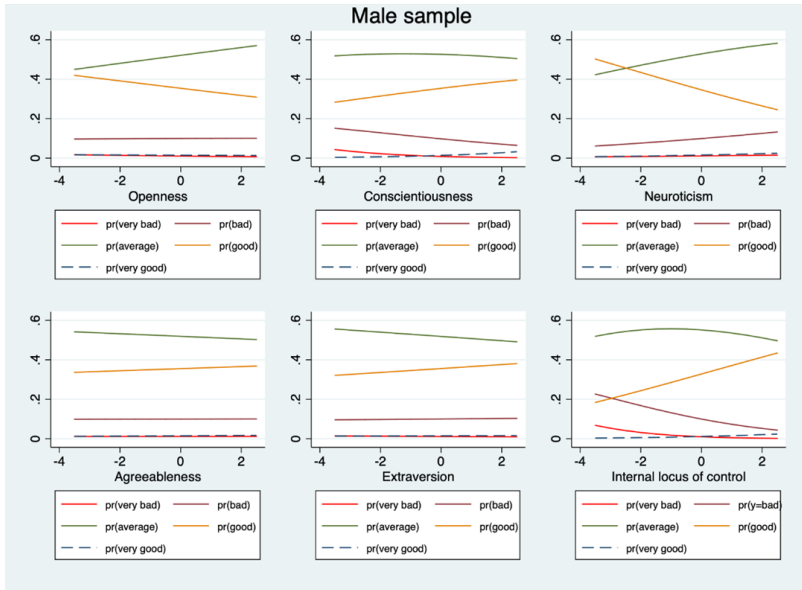 Male sample
.6 .6 .6
.4 .4 .4
.2 .2 .2
0 0 0
-4 -2 0 2 -4 -2 0 2 -4 -2 0 2
Openness Conscientiousness Neuroticism
pr(very bad) pr(bad) pr(very bad) pr(bad) pr(very bad) pr(bad)
pr(average) pr(good) pr(average) pr(good) pr(average) pr(good)
pr(very good) pr(very good) pr(very good)
.6 .6 .6
.4 .4 .4
.2 .2 .2
0 0 0
-4 -2 0 2 -4 -2 0 2 -4 -2 0 2
Agreeableness Extraversion Internal locus of control
pr(very bad) pr(bad) pr(very bad) pr(bad) pr(very bad) pr(y=bad)
pr(average) pr(good) pr(average) pr(good) pr(average) pr(good)
pr(very good) pr(very good) pr(very good)